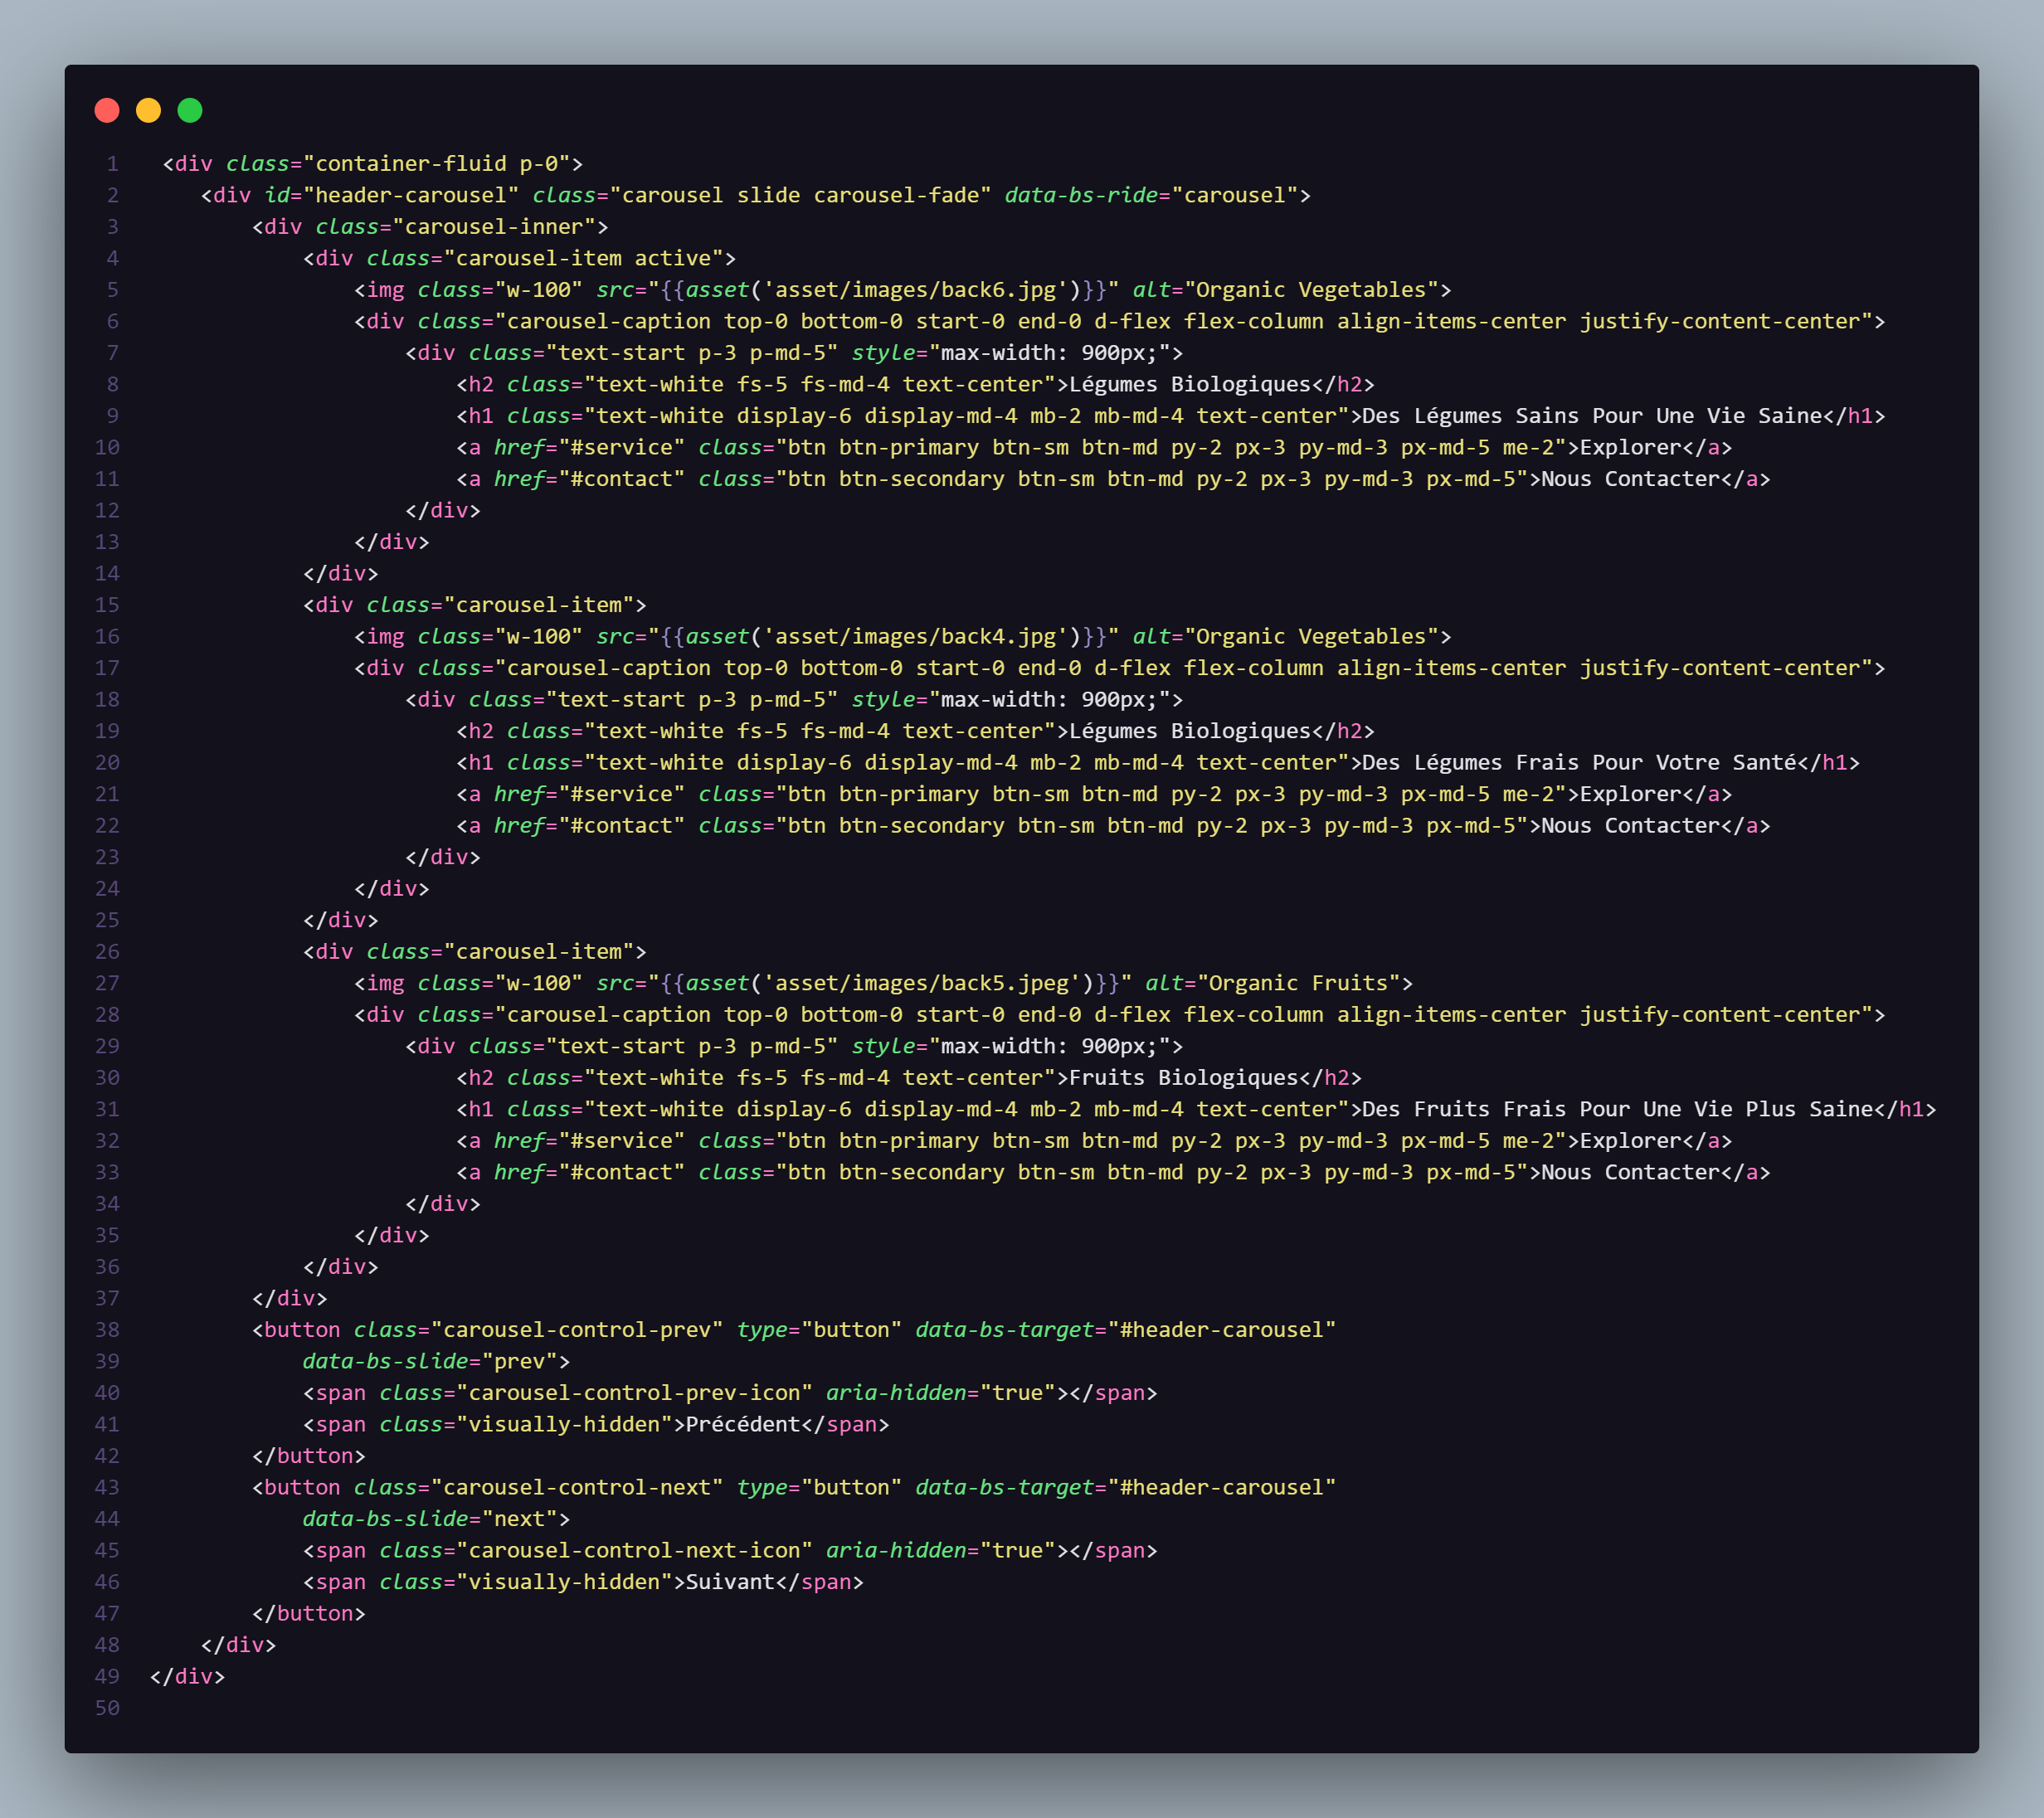 1 <div class="container-fluid p-0">
2 <div id="header-carousel" class="carousel slide carousel-fade" data-bs-ride="carousel">
3 <div class="carousel-inner">
4 <div class="carousel-item active">
5 <img class="w-100" src="{{asset('asset/images/back6.jpg')}}" alt="Organic Vegetables">
6 <div class="carousel-caption top-0 bottom-0 start-0 end-0 d-flex flex-column align-items-center justify-content-center">
7 <div class="text-start p-3 p-md-5" style="max-width: 900px;">
8 <h2 class="text-white fs-5 fs-md-4 text-center">Légumes Biologiques</h2>
9 <h1 class="text-white display-6 display-md-4 mb-2 mb-md-4 text-center">Des Légumes Sains Pour Une Vie Saine</h1>
10 <a href="#service" class="btn btn-primary btn-sm btn-md py-2 px-3 py-md-3 px-md-5 me-2">Explorer</a>
11 <a href="#contact" class="btn btn-secondary btn-sm btn-md py-2 px-3 py-md-3 px-md-5">Nous Contacter</a>
12 </div>
13 </div>
14 </div>
15 <div class="carousel-item">
16 <img class="w-100" src="{{asset('asset/images/back4.jpg')}}" alt="Organic Vegetables">
17 <div class="carousel-caption top-0 bottom-0 start-0 end-0 d-flex flex-column align-items-center justify-content-center">
18 <div class="text-start p-3 p-md-5" style="max-width: 900px;">
19 <h2 class="text-white fs-5 fs-md-4 text-center">Légumes Biologiques</h2>
20 <h1 class="text-white display-6 display-md-4 mb-2 mb-md-4 text-center">Des Légumes Frais Pour Votre Santé</h1>
21 <a href="#service" class="btn btn-primary btn-sm btn-md py-2 px-3 py-md-3 px-md-5 me-2">Explorer</a>
22 <a href="#contact" class="btn btn-secondary btn-sm btn-md py-2 px-3 py-md-3 px-md-5">Nous Contacter</a>
23 </div>
24 </div>
25 </div>
26 <div class="carousel-item">
27 <img class="w-100" src="{{asset('asset/images/back5.jpeg')}}" alt="Organic Fruits">
28 <div class="carousel-caption top-0 bottom-0 start-0 end-0 d-flex flex-column align-items-center justify-content-center">
29 <div class="text-start p-3 p-md-5" style="max-width: 900px;">
30 <h2 class="text-white fs-5 fs-md-4 text-center">Fruits Biologiques</h2>
31 <h1 class="text-white display-6 display-md-4 mb-2 mb-md-4 text-center">Des Fruits Frais Pour Une Vie Plus Saine</h1>
32 <a href="#service" class="btn btn-primary btn-sm btn-md py-2 px-3 py-md-3 px-md-5 me-2">Explorer</a>
33 <a href="#contact" class="btn btn-secondary btn-sm btn-md py-2 px-3 py-md-3 px-md-5">Nous Contacter</a>
34 </div>
35 </div>
36 </div>
37 </div>
38 <button class="carousel-control-prev" type="button" data-bs-target="#header-carousel"
39 data-bs-slide="prev">
40 <span class="carousel-control-prev-icon" aria-hidden="true"></span>
41 <span class="visually-hidden">Précédent</span>
42 </button>
43 <button class="carousel-control-next" type="button" data-bs-target="#header-carousel"
44 data-bs-slide="next">
45 <span class="carousel-control-next-icon" aria-hidden="true"></span>
46 <span class="visually-hidden">Suivant</span>
47 </button>
48 </div>
49 </div>
50